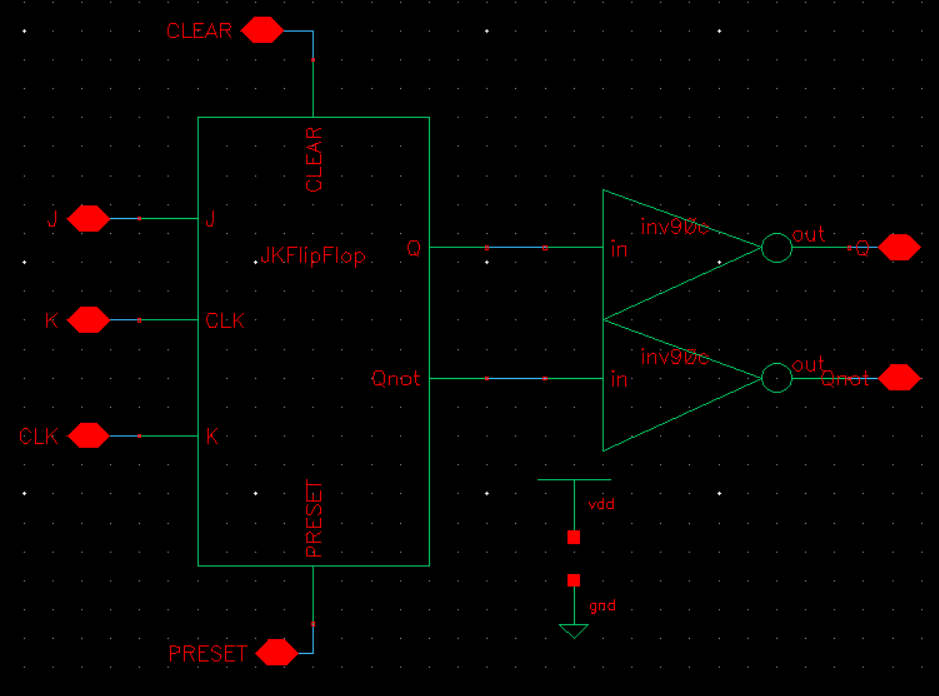 CLEAR
CLEAR
J
J
JKFlipFlop
Q
inv90c
in
out
Q
K
CLK
Qnot
inv90c
in
out
Qnot
CLK
K
PRESET
vdd
gnd
PRESET